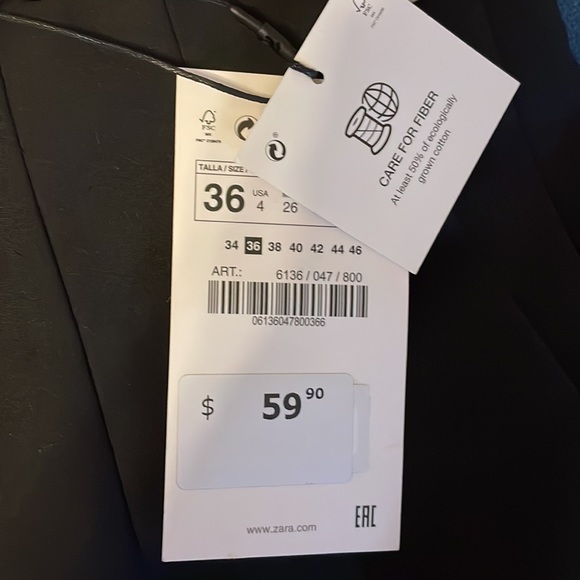 FSC
CARE FOR FIBER
At least 50% of ecologically
grown cotton
FSC
®
TALLA / SIZE
36
USA
4
26
34 36 38 40 42 44 46
ART.: 6136 / 047 / 800
06136047800366
$ 59 90
www.zara.com
EAC